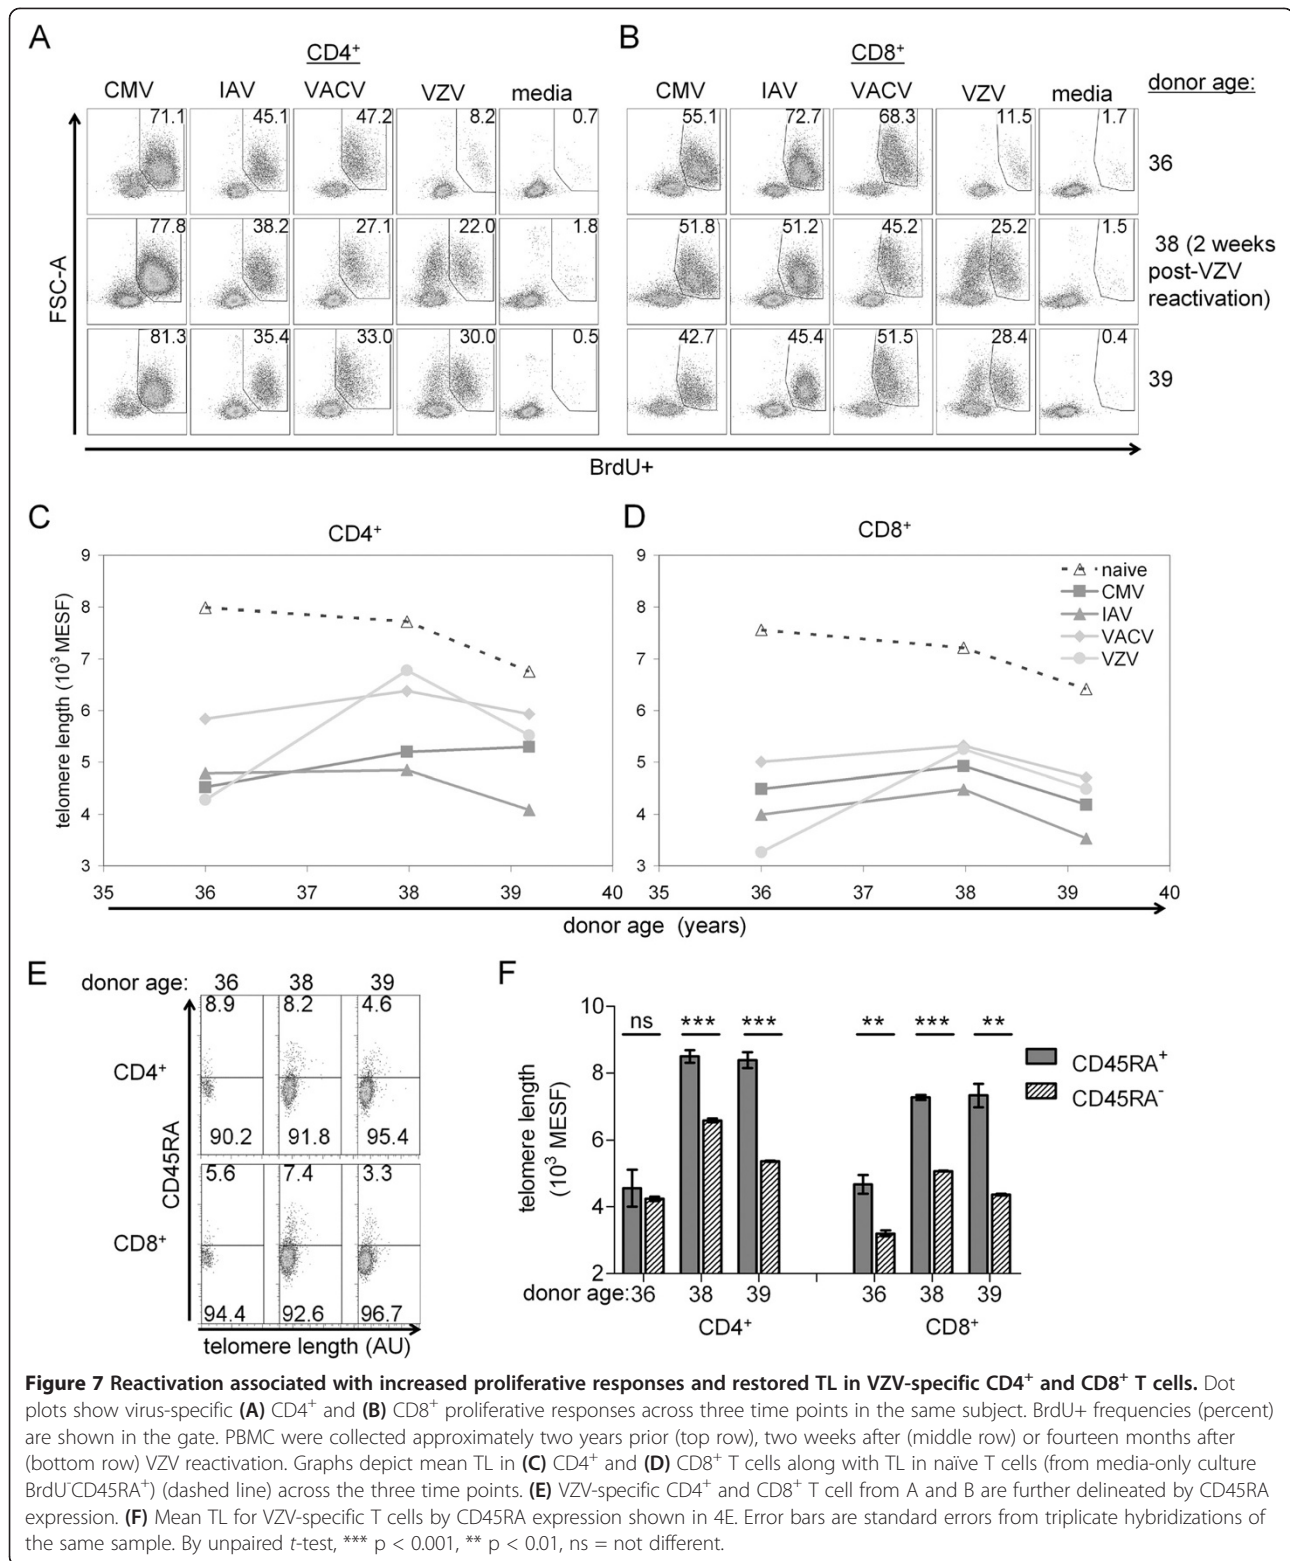 A
B
CD4+
CD8+
donor age:
CMV IAV VACV VZV media
CMV IAV VACV VZV media
71.1 45.1 47.2 8.2 0.7
55.1 72.7 68.3 11.5 1.7
36
77.8 38.2 27.1 22.0 1.8
51.8 51.2 45.2 25.2 1.5
38 (2 weeks
post-VZV
reactivation)
81.3 35.4 33.0 30.0 0.5
42.7 45.4 51.5 28.4 0.4
39
FSC-A
BrdU+
C
CD4+
D
CD8+
naive
CMV
IAV
VACV
VZV
telomere length (10³ MESF)
9
8
7
6
5
4
3
35 36 37 38 39 40
9
8
7
6
5
4
3
35 36 37 38 39 40
donor age (years)
E
donor age: 36 38 39
8.9 8.2 4.6
CD4+
90.2 91.8 95.4
5.6 7.4 3.3
CD8+
94.4 92.6 96.7
CD45RA
telomere length (AU)
F
telomere length
(10³ MESF)
10
8
6
4
2
ns *** *** ** *** **
CD45RA+
CD45RA-
donor age:36 38 39 36 38 39
CD4+ CD8+
Figure 7 Reactivation associated with increased proliferative responses and restored TL in VZV-specific CD4+ and CD8+ T cells. Dot
plots show virus-specific (A) CD4+ and (B) CD8+ proliferative responses across three time points in the same subject. BrdU+ frequencies (percent)
are shown in the gate. PBMC were collected approximately two years prior (top row), two weeks after (middle row) or fourteen months after
(bottom row) VZV reactivation. Graphs depict mean TL in (C) CD4+ and (D) CD8+ T cells along with TL in naïve T cells (from media-only culture
BrdU-CD45RA+) (dashed line) across the three time points. (E) VZV-specific CD4+ and CD8+ T cell from A and B are further delineated by CD45RA
expression. (F) Mean TL for VZV-specific T cells by CD45RA expression shown in 4E. Error bars are standard errors from triplicate hybridizations of
the same sample. By unpaired t-test, *** p < 0.001, ** p < 0.01, ns = not different.